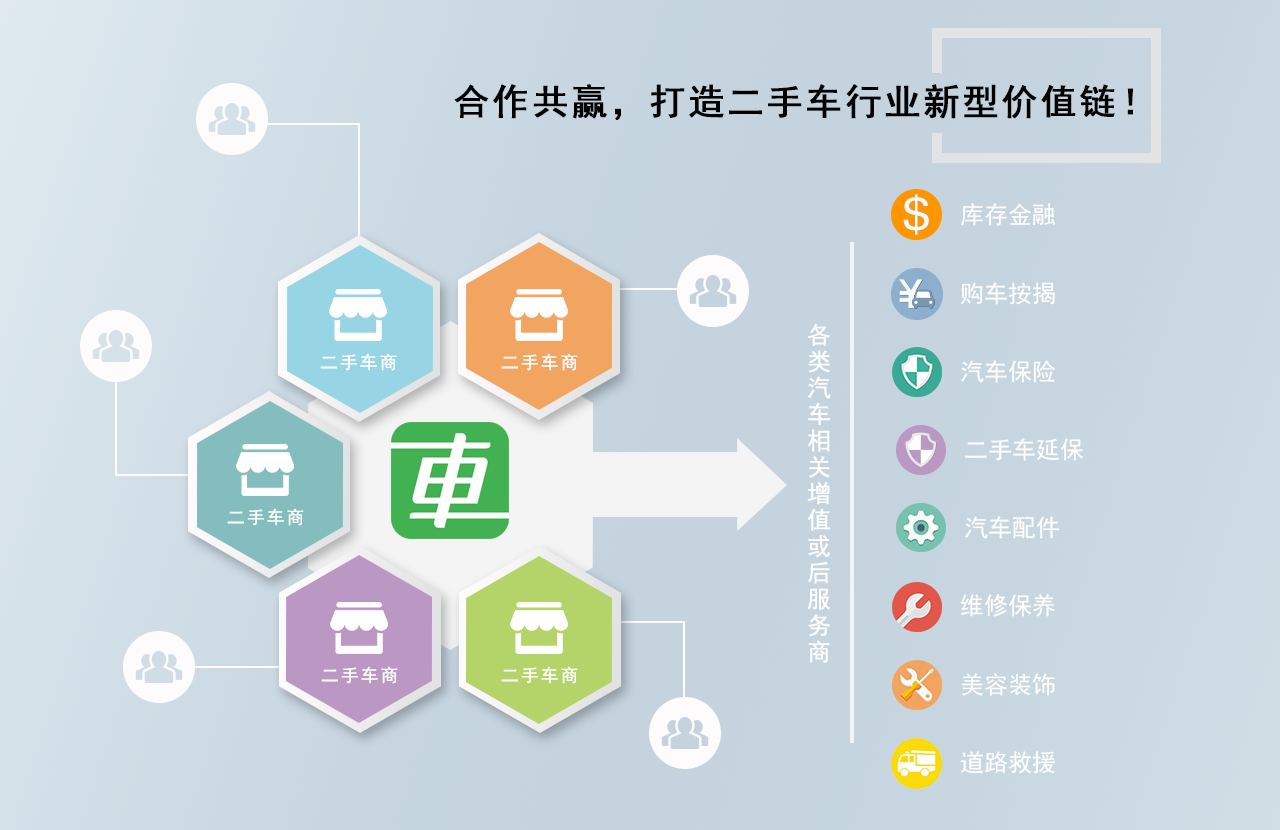 合作共赢，打造二手车行业新型价值链！
二手车商
二手车商
二手车商
二手车商
二手车商
車
各类汽车相关增值或后服务商
库存金融
购车按揭
汽车保险
二手车延保
汽车配件
维修保养
美容装饰
道路救援